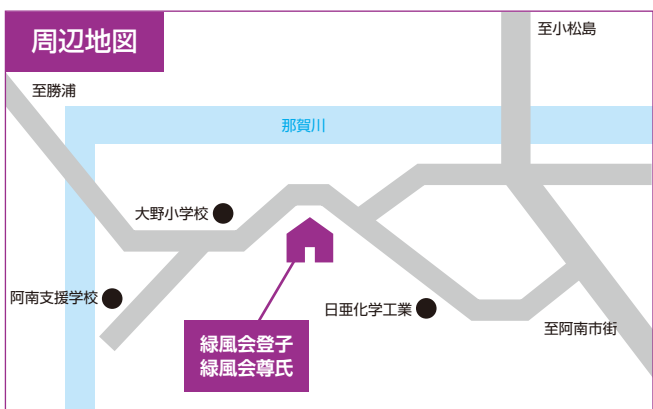 周辺地図
至小松島
至勝浦
那賀川
大野小学校
阿南支援学校
日亜化学工業
至阿南市街
緑風会登子
緑風会尊氏